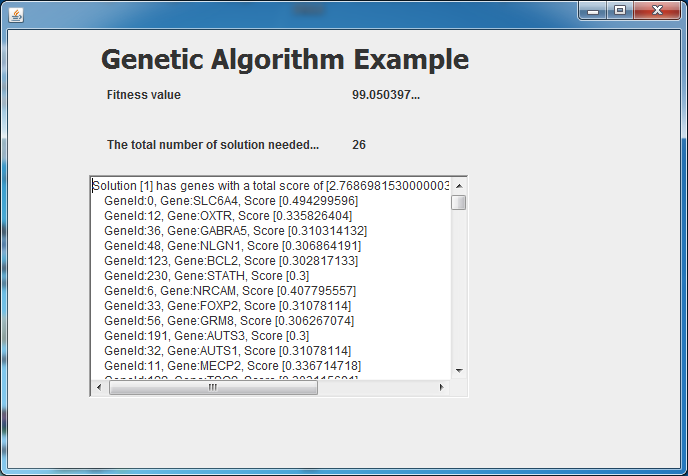 Genetic Algorithm Example
Fitness value 99.050397...
The total number of solution needed... 26
Solution [1] has genes with a total score of [2.7686981530000003
GeneId:0, Gene:SLC6A4, Score [0.494299596]
GeneId:12, Gene:OXTR, Score [0.335826404]
GeneId:36, Gene:GABRA5, Score [0.310314132]
GeneId:48, Gene:NLGN1, Score [0.306864191]
GeneId:123, Gene:BCL2, Score [0.302817133]
GeneId:230, Gene:STATH, Score [0.3]
GeneId:6, Gene:NRCAM, Score [0.407795557]
GeneId:33, Gene:FOXP2, Score [0.31078114]
GeneId:56, Gene:GRM8, Score [0.306267074]
GeneId:191, Gene:AUTS3, Score [0.3]
GeneId:32, Gene:AUTS1, Score [0.31078114]
GeneId:11, Gene:MECP2, Score [0.336714718]